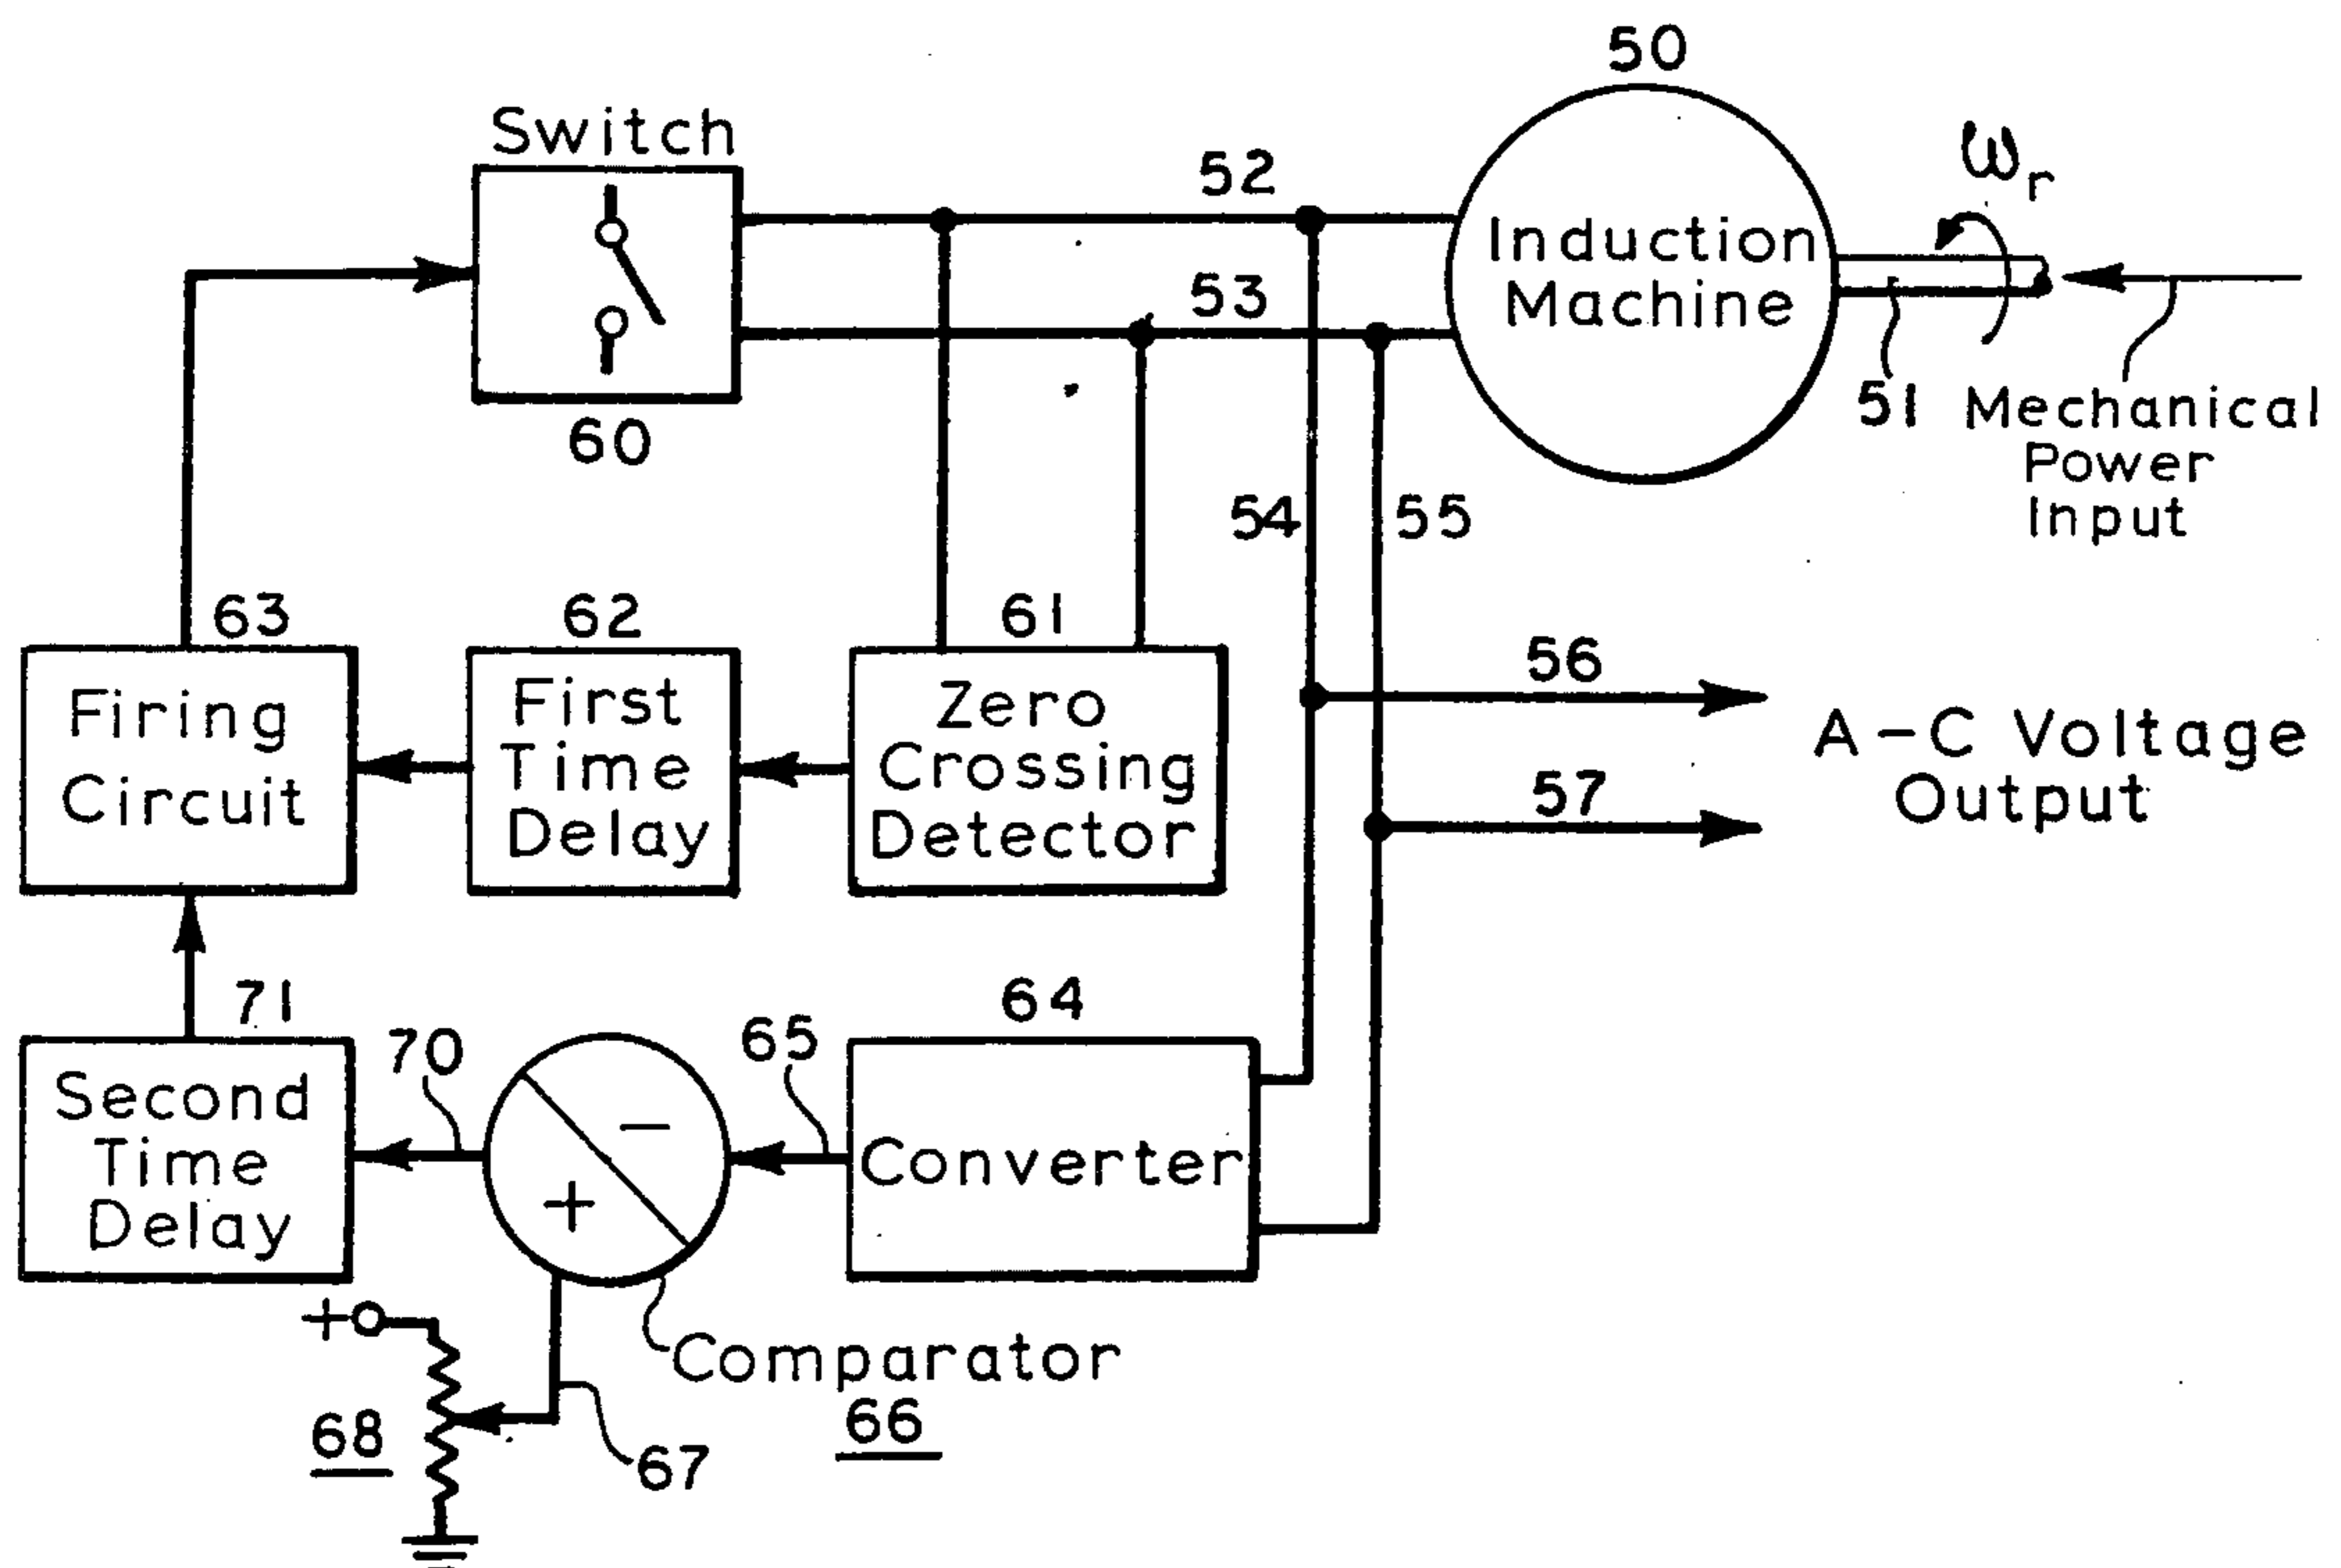 50
Switch
ωr
52
Induction
Machine
53
51
Mechanical
Power
Input
60
54
55
63
62
61
56
Firing
Circuit
First
Time
Delay
Zero
Crossing
Detector
A-C Voltage
Output
57
71
70
65
64
Second
Time
Delay
−
+
Converter
+
Comparator
66
68
67